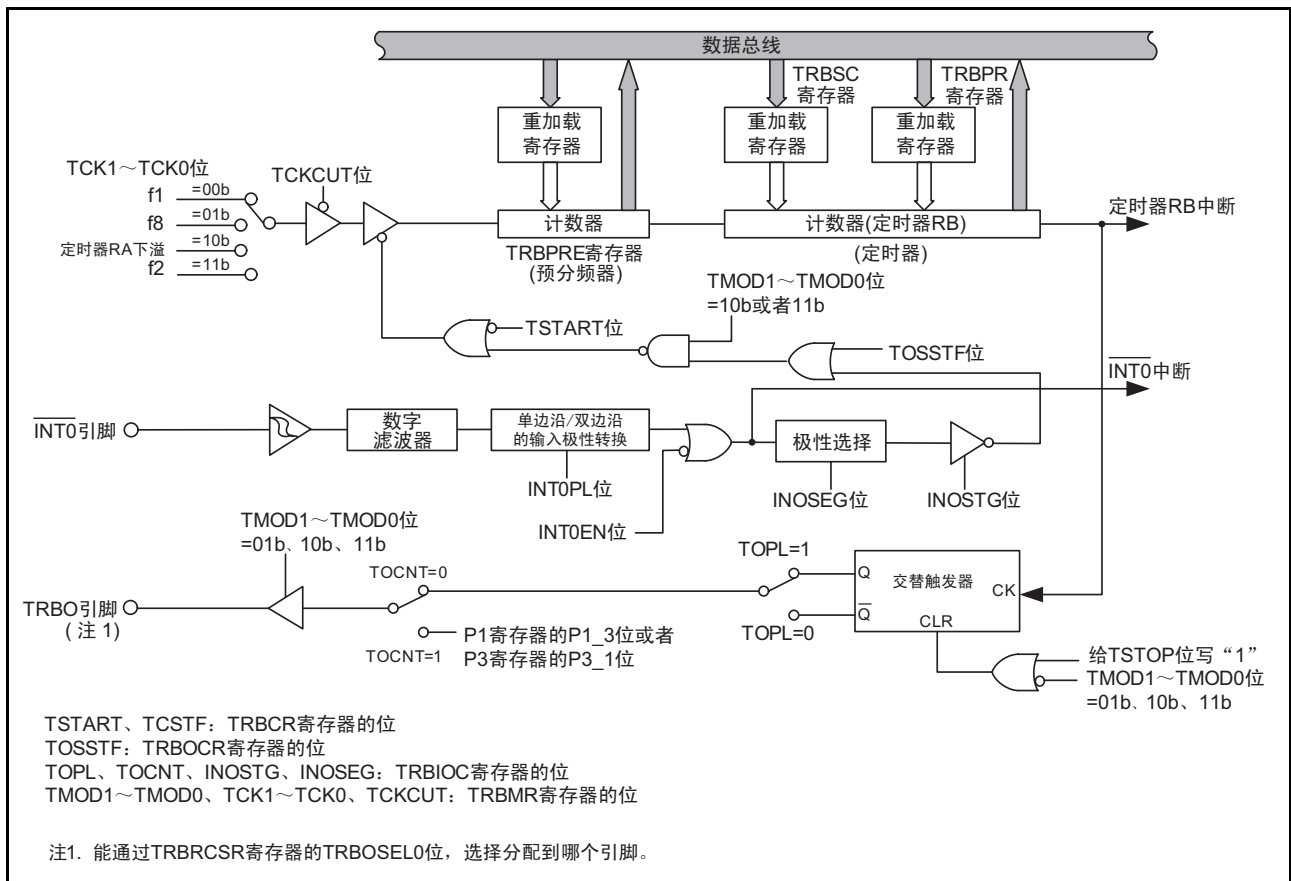 数据总线
TRBSC
寄存器
TRBPR
寄存器
重加载
寄存器
重加载
寄存器
重加载
寄存器
TCK1～TCK0位
f1 =00b
f8 =01b
定时器RA下溢 =10b
f2 =11b
TCKCUT位
计数器
TRBPRE寄存器
(预分频器)
计数器(定时器RB)
(定时器)
定时器RB中断
TMOD1～TMOD0位
=10b或者11b
TSTART位
TOSSTF位
INT0中断
INT0引脚
数字
滤波器
单边沿/双边沿
的输入极性转换
极性选择
INT0PL位
INT0EN位
INOSEG位
INOSTG位
TMOD1～TMOD0位
=01b、10b、11b
TOCNT=0
TOPL=1
Q
交替触发器
CK
TRBO引脚
(注 1)
TOCNT=1
P1寄存器的P1_3位或者
P3寄存器的P3_1位
TOPL=0
Q
CLR
给TSTOP位写“1”
TMOD1～TMOD0位
=01b、10b、11b
TSTART、TCSTF：TRBCR寄存器的位
TOSSTF：TRBOCR寄存器的位
TOPL、TOCNT、INOSTG、INOSEG：TRBIOC寄存器的位
TMOD1～TMOD0、TCK1～TCK0、TCKCUT：TRBMR寄存器的位
注1. 能通过TRBRCSR寄存器的TRBOSEL0位，选择分配到哪个引脚。